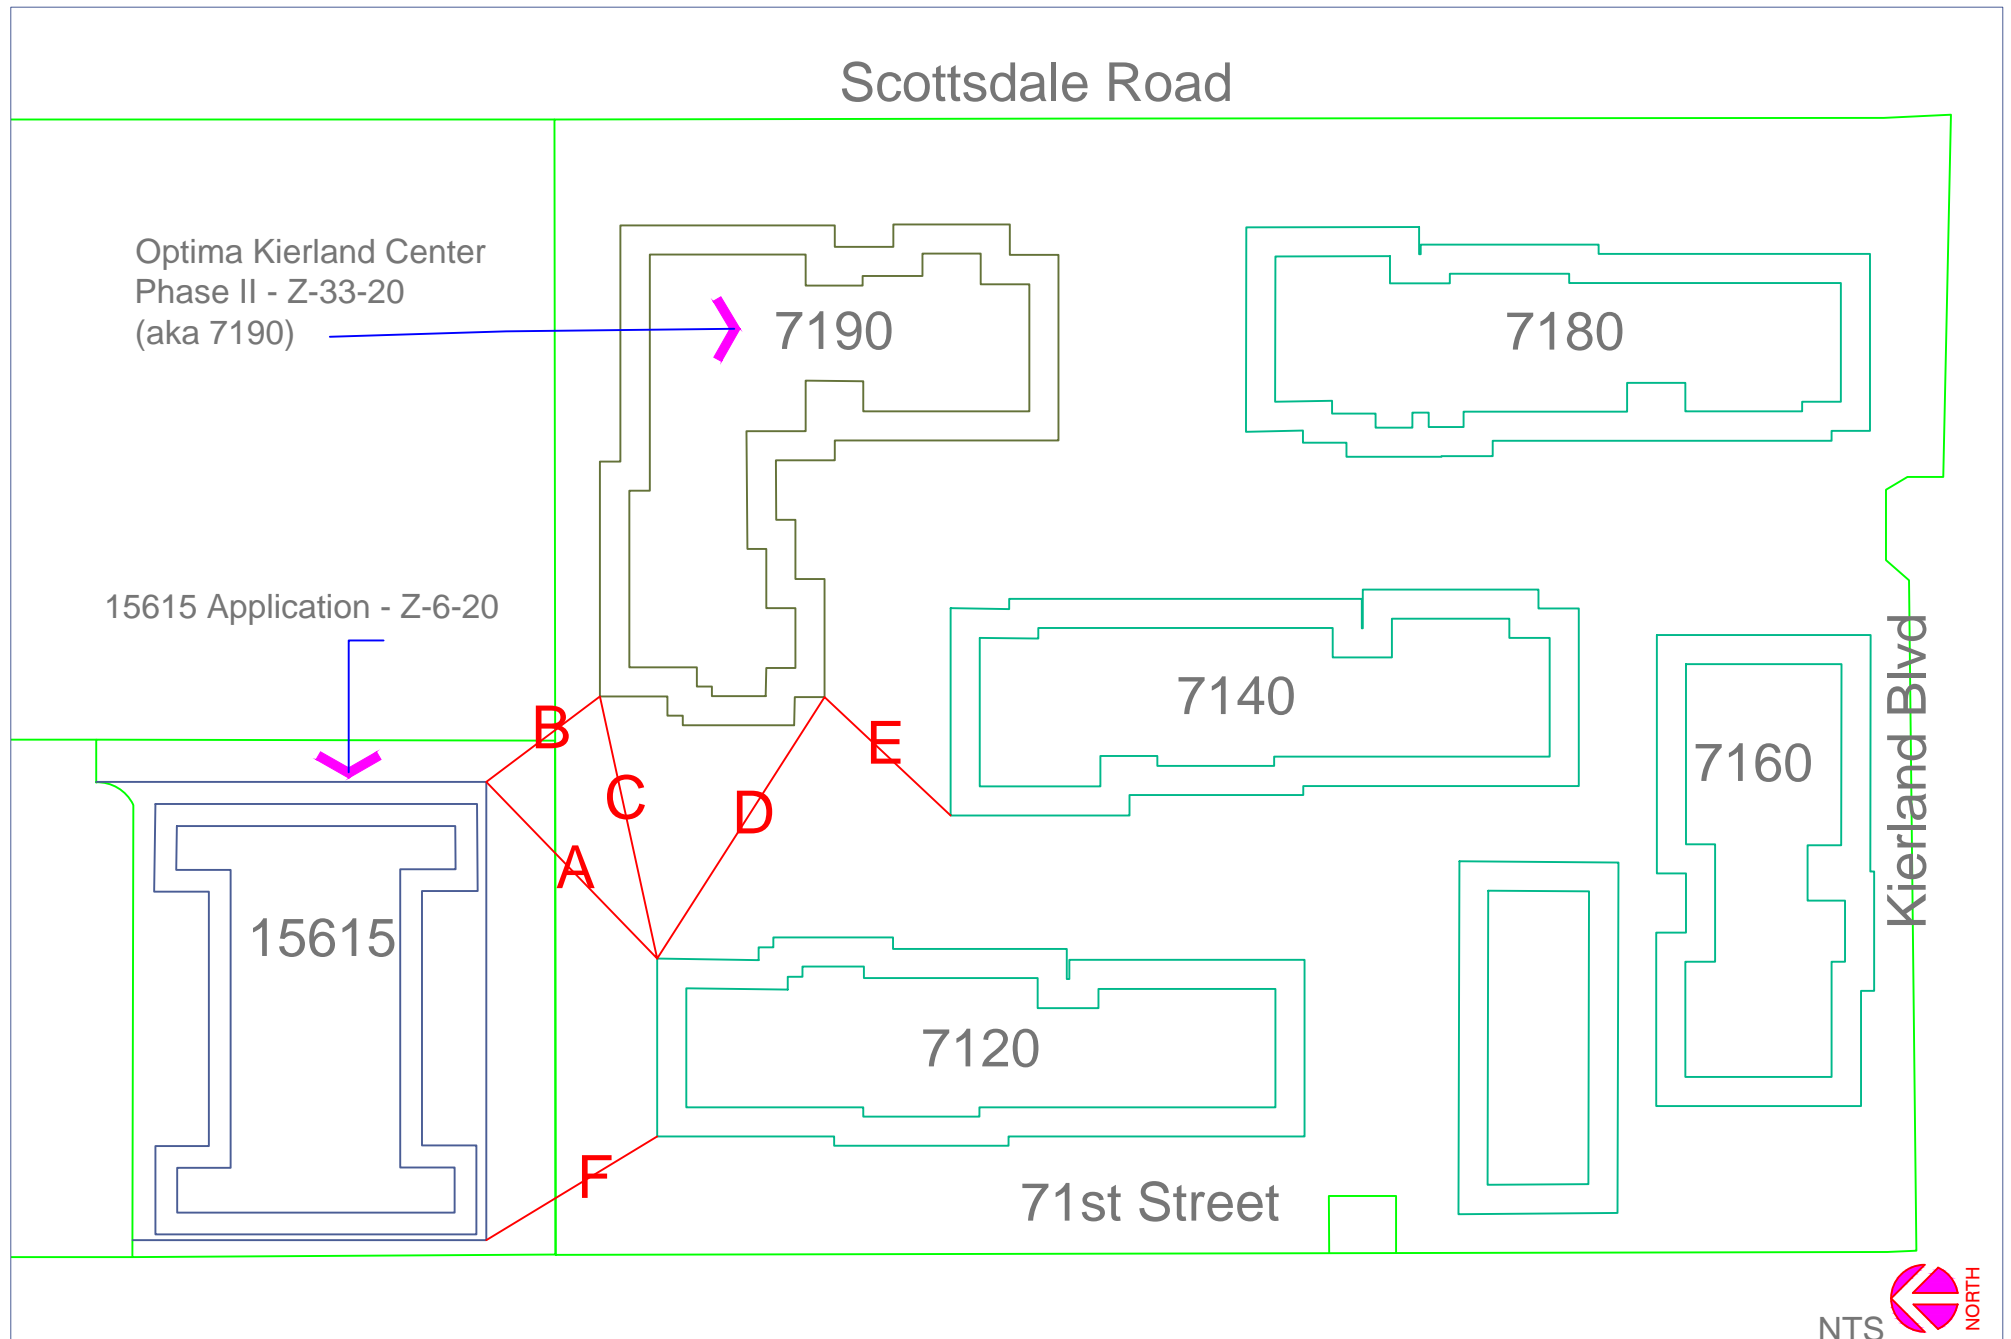 Scottsdale Road
Optima Kierland Center
Phase II - Z-33-20
(aka 7190)
7190
7180
15615 Application - Z-6-20
7140
7160
Kierland Blvd
B
E
C
D
A
15615
7120
F
71st Street
NORTH
NTS